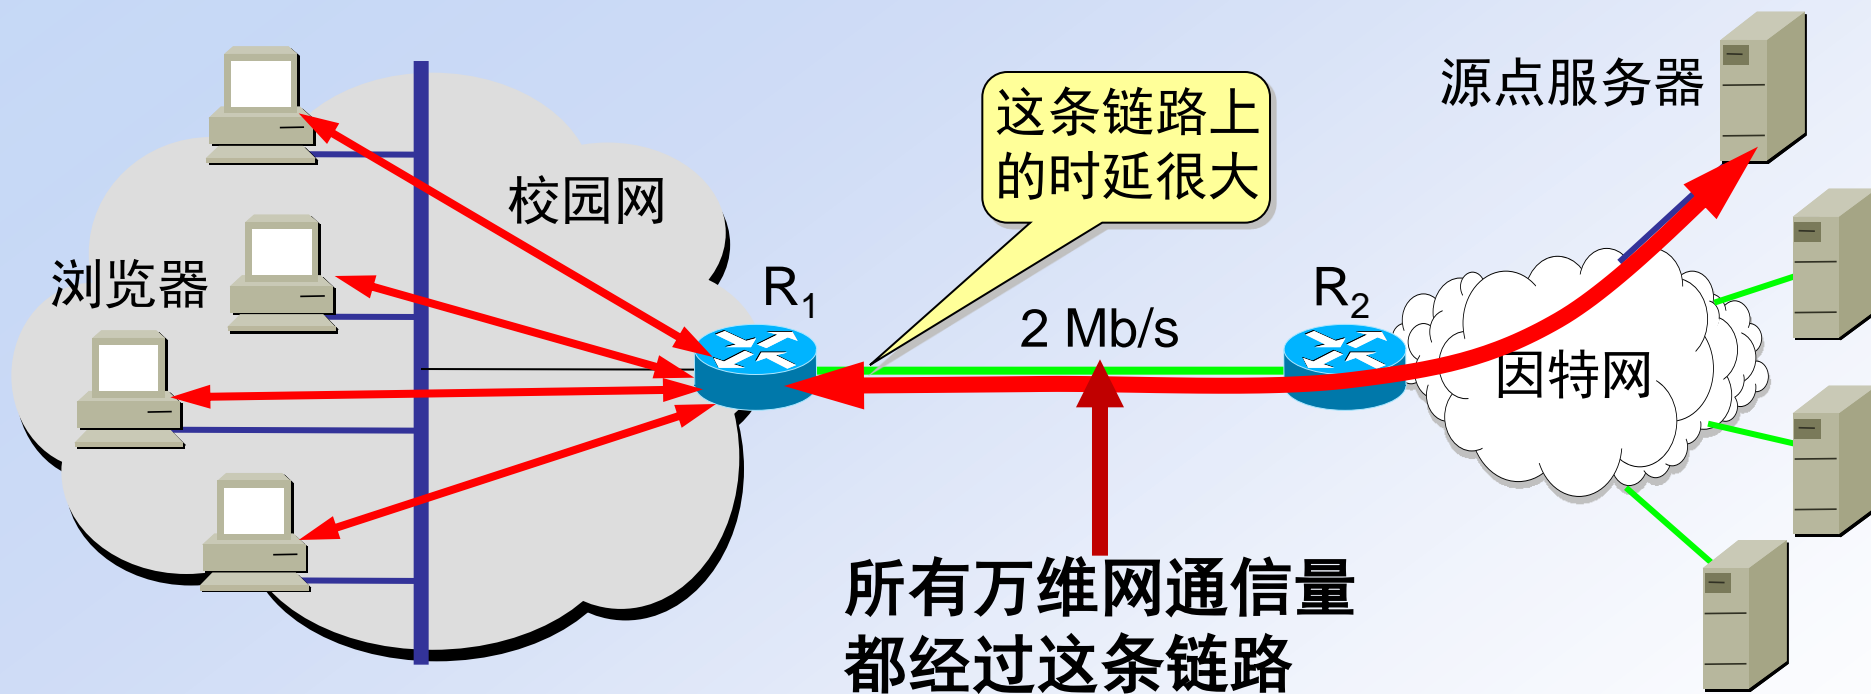 源点服务器
这条链路上
的时延很大
校园网
浏览器
R1
2 Mb/s
R2
因特网
所有万维网通信量
都经过这条链路